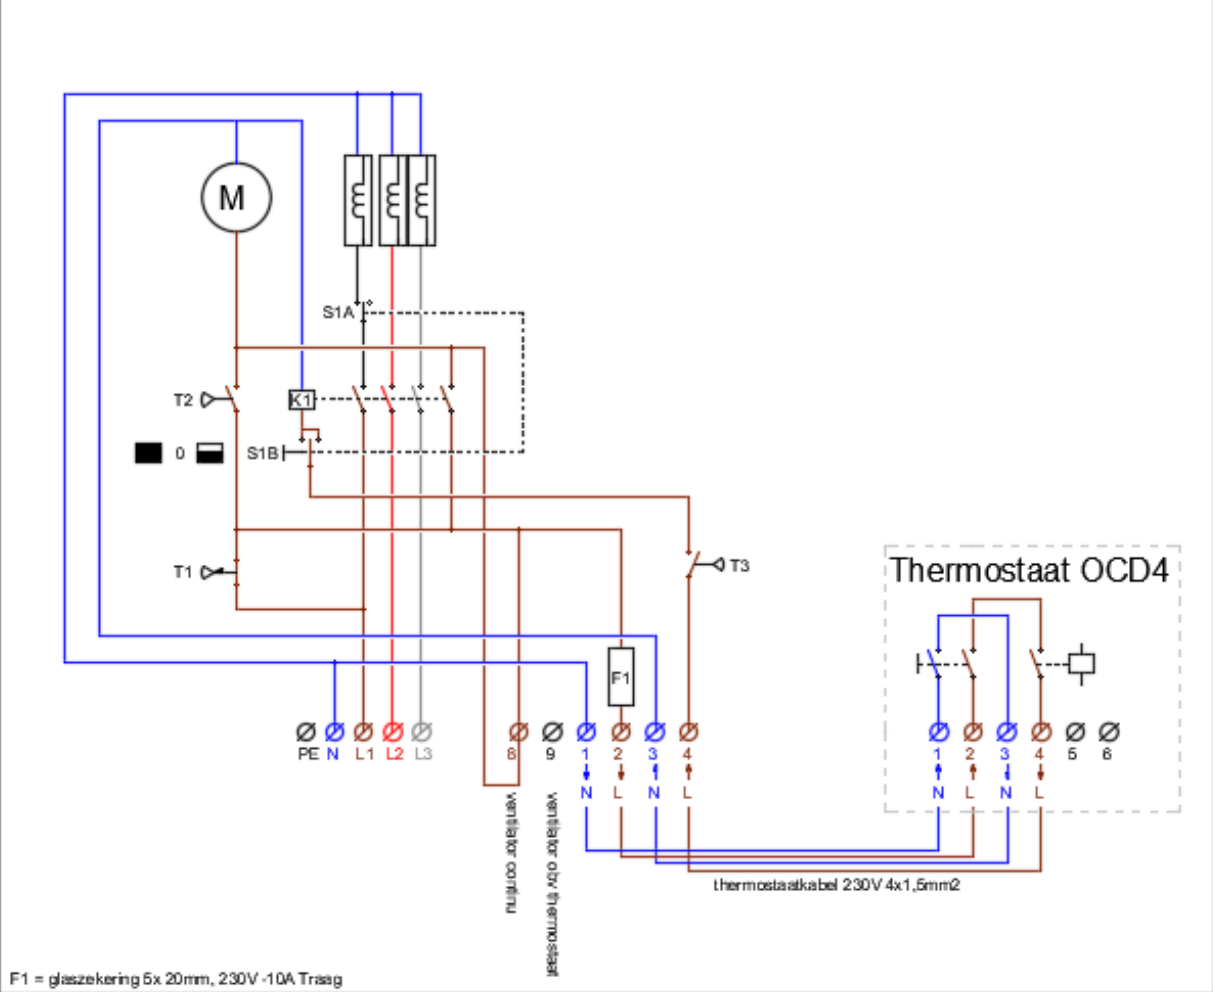 M
S1A
T2
K1
0
S1B
T1
T3
Thermostaat OCD4
F1
PE N L1 L2 L3 8 9 1 2 3 4
1 2 3 4 5 6
N L N L
N L N L
ventilator continu
ventilator obv thermostaat
thermostaatkabel 230V 4x1,5mm2
F1 = glaszekering 5x 20mm, 230V -10A Traag